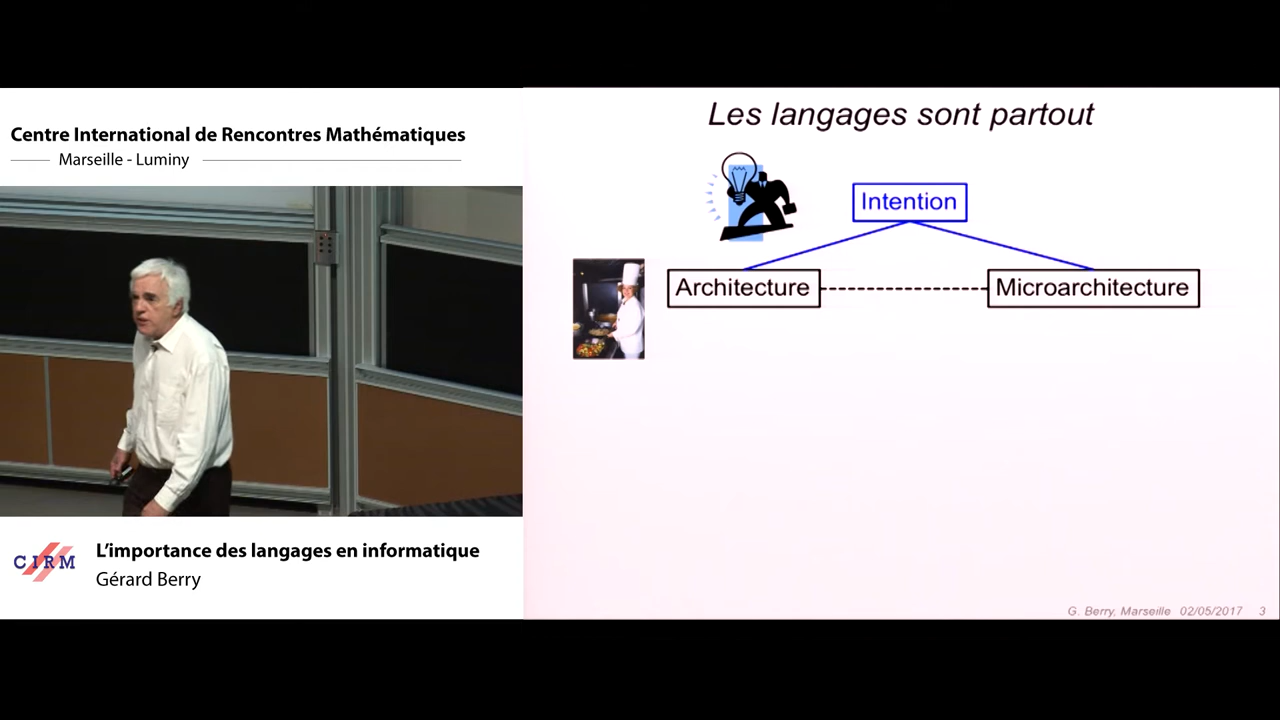 Centre International de Rencontres Mathématiques
Marseille - Luminy
Les langages sont partout
Intention
Architecture
Microarchitecture
CIRM
L'importance des langages en informatique
Gérard Berry
G. Berry, Marseille 02/05/2017 3